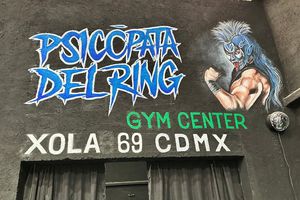 PSICÓPATA
DEL RING
GYM CENTER
XOLA 69 CDMX